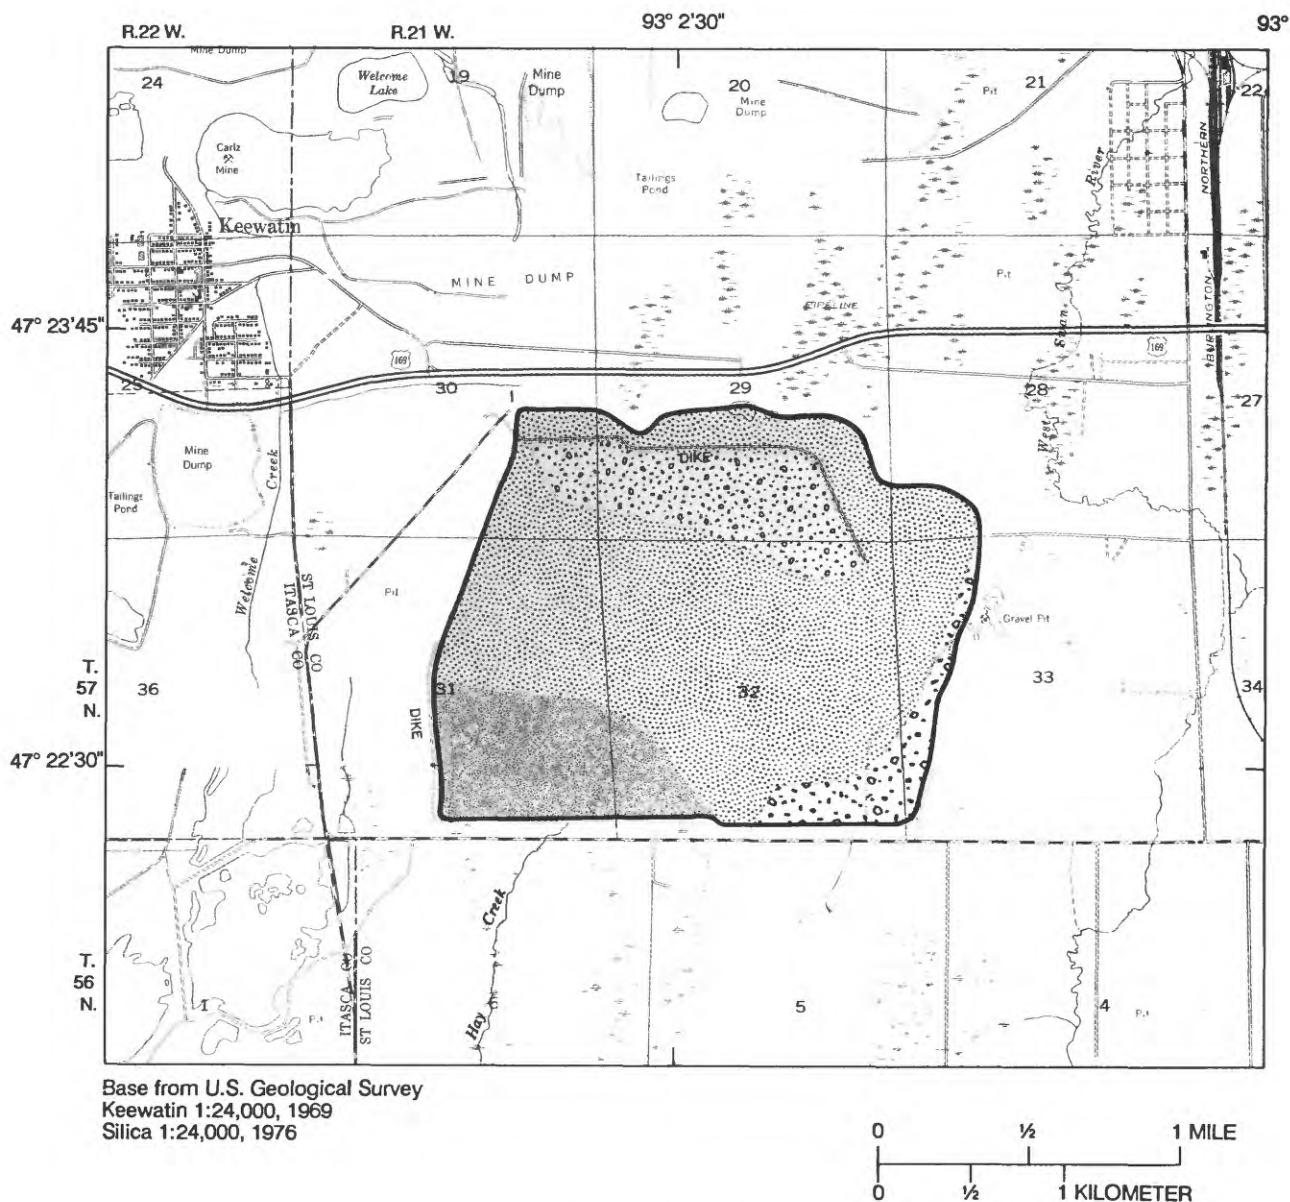 R.22 W. R.21 W. 93° 2'30" 93°
Mine Dump
24 Welcome Lake 19 Mine Dump 20 Mine Dump Pit 21 22
Carlz Mine
Tailings Pond
River
NORTHERN
Keewatin
MINE DUMP
Pit
PIPELINE
BURLINGTON
Swan
47° 23'45"
169
169
25 30 29 28 27
West
Mine Dump
Creek
DIKE
Tailings Pond
Welcome
ST LOUIS CO
ITASCA CO
Pit
Gravel Pit
T. 57 N.
36 31 32 33 34
DIKE
47° 22'30"
Creek
Hay
T. 56 N.
1 Pit
ITASCA CO
ST LOUIS CO
5 4 Pit
Base from U.S. Geological Survey
Keewatin 1:24,000, 1969
Silica 1:24,000, 1976
0 ½ 1 MILE
0 ½ 1 KILOMETER